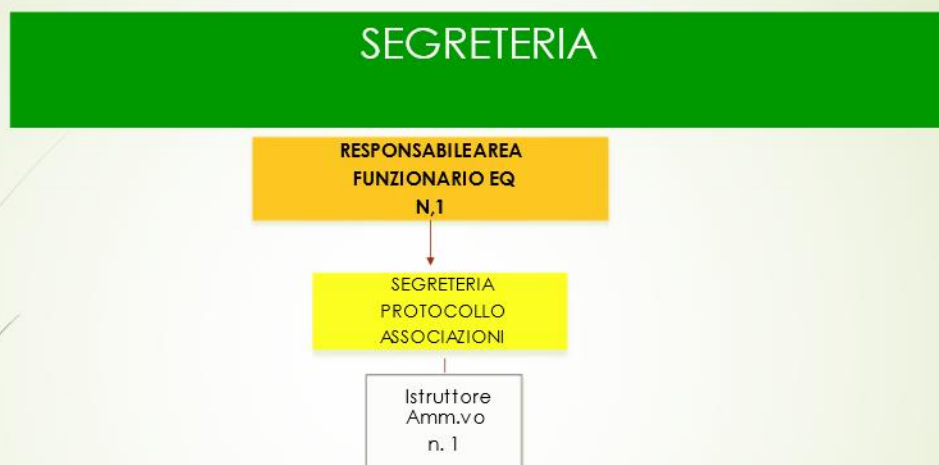 SEGRETERIA
RESPONSABILEAREA
FUNZIONARIO EQ
N,1
SEGRETERIA
PROTOCOLLO
ASSOCIAZIONI
Istruttore
Amm.vo
n. 1